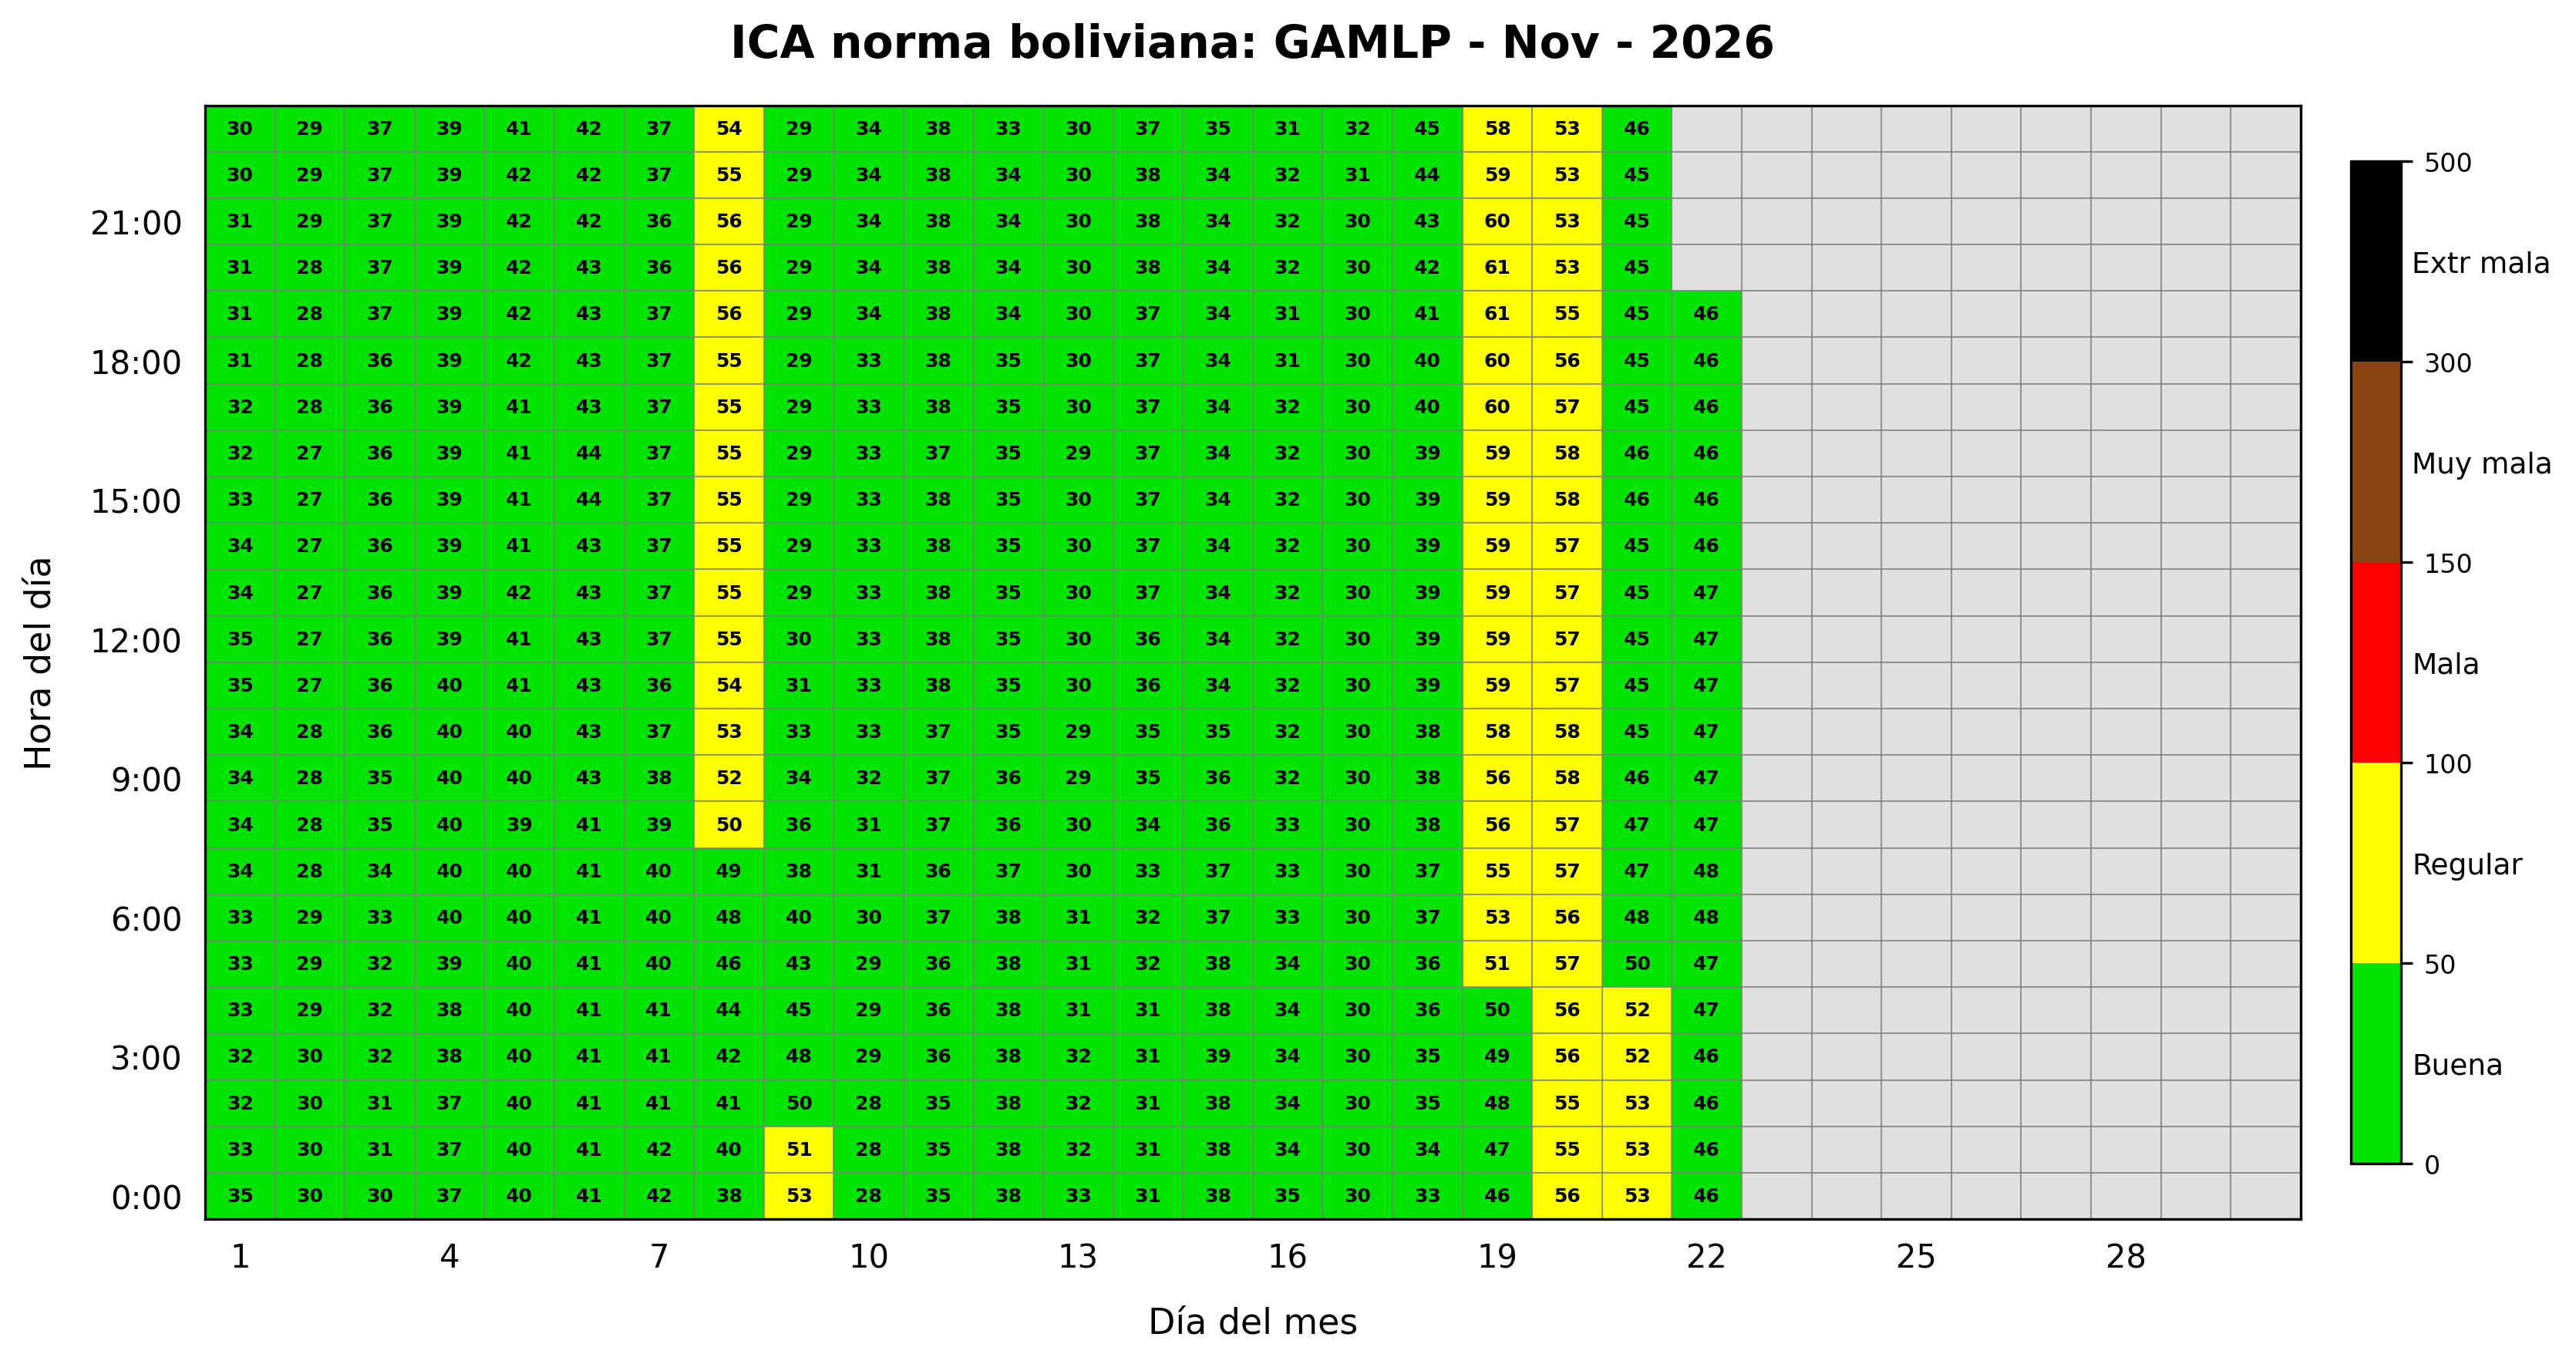 ICA norma boliviana: GAMLP - Nov - 2026
30 29 37 39 41 42 37 54 29 34 38 33 30 37 35 31 32 45 58 53 46
30 29 37 39 42 42 37 55 29 34 38 34 30 38 34 32 31 44 59 53 45
21:00 31 29 37 39 42 42 36 56 29 34 38 34 30 38 34 32 30 43 60 53 45
31 28 37 39 42 43 36 56 29 34 38 34 30 38 34 32 30 42 61 53 45
31 28 37 39 42 43 37 56 29 34 38 34 30 37 34 31 30 41 61 55 45 46
18:00 31 28 36 39 42 43 37 55 29 33 38 35 30 37 34 31 30 40 60 56 45 46
32 28 36 39 41 43 37 55 29 33 38 35 30 37 34 32 30 40 60 57 45 46
32 27 36 39 41 44 37 55 29 33 37 35 29 37 34 32 30 39 59 58 46 46
15:00 33 27 36 39 41 44 37 55 29 33 38 35 30 37 34 32 30 39 59 58 46 46
34 27 36 39 41 43 37 55 29 33 38 35 30 37 34 32 30 39 59 57 45 46
34 27 36 39 42 43 37 55 29 33 38 35 30 37 34 32 30 39 59 57 45 47
12:00 35 27 36 39 41 43 37 55 30 33 38 35 30 36 34 32 30 39 59 57 45 47
35 27 36 40 41 43 36 54 31 33 38 35 30 36 34 32 30 39 59 57 45 47
34 28 36 40 40 43 37 53 33 33 37 35 29 35 35 32 30 38 58 58 45 47
9:00 34 28 35 40 40 43 38 52 34 32 37 36 29 35 36 32 30 38 56 58 46 47
34 28 35 40 39 41 39 50 36 31 37 36 30 34 36 33 30 38 56 57 47 47
34 28 34 40 40 41 40 49 38 31 36 37 30 33 37 33 30 37 55 57 47 48
6:00 33 29 33 40 40 41 40 48 40 30 37 38 31 32 37 33 30 37 53 56 48 48
33 29 32 39 40 41 40 46 43 29 36 38 31 32 38 34 30 36 51 57 50 47
33 29 32 38 40 41 41 44 45 29 36 38 31 31 38 34 30 36 50 56 52 47
3:00 32 30 32 38 40 41 41 42 48 29 36 38 32 31 39 34 30 35 49 56 52 46
32 30 31 37 40 41 41 41 50 28 35 38 32 31 38 34 30 35 48 55 53 46
33 30 31 37 40 41 42 40 51 28 35 38 32 31 38 34 30 34 47 55 53 46
0:00 35 30 30 37 40 41 42 38 53 28 35 38 33 31 38 35 30 33 46 56 53 46
1 4 7 10 13 16 19 22 25 28
Día del mes
Hora del día
500
Extr mala
300
Muy mala
150
Mala
100
Regular
50
Buena
0